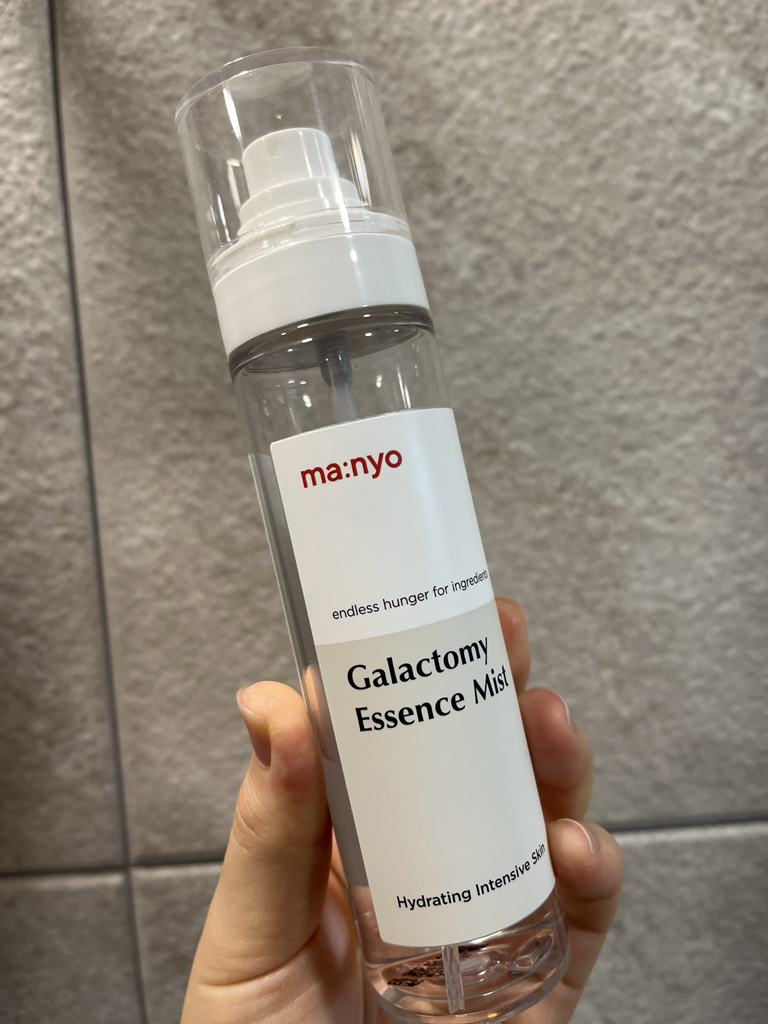 ma:nyo
endless hunger for ingredients
Galactomy
Essence Mist
Hydrating Intensive Skin